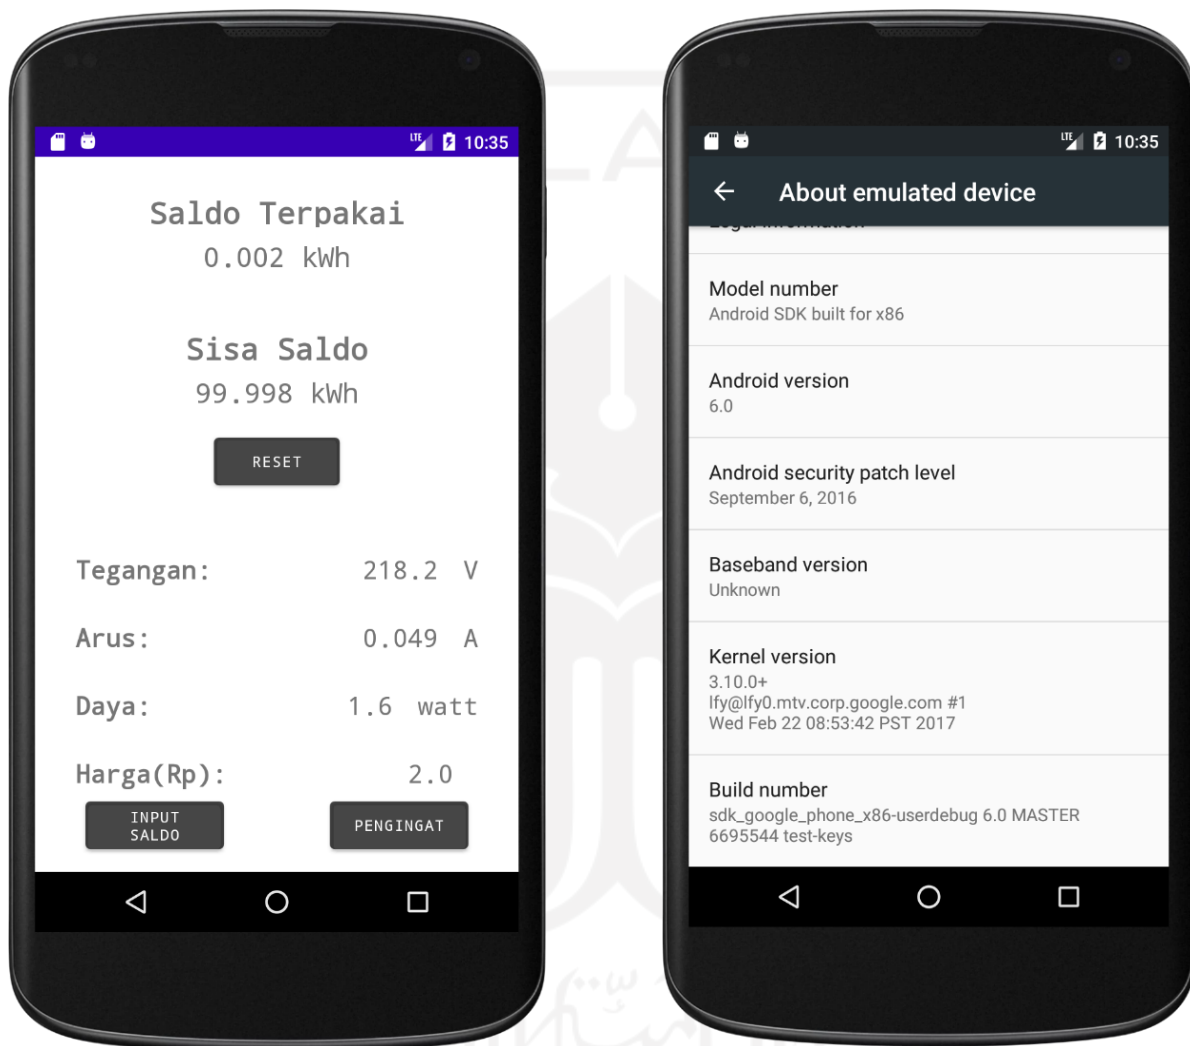 LTE 10:35
Saldo Terpakai
0.002 kWh
Sisa Saldo
99.998 kWh
RESET
Tegangan: 218.2 V
Arus: 0.049 A
Daya: 1.6 watt
Harga(Rp): 2.0
INPUT
SALDO
PENGINGAT
LTE 10:35
About emulated device
Legal information
Model number
Android SDK built for x86
Android version
6.0
Android security patch level
September 6, 2016
Baseband version
Unknown
Kernel version
3.10.0+
lfy@lfy0.mtv.corp.google.com #1
Wed Feb 22 08:53:42 PST 2017
Build number
sdk_google_phone_x86-userdebug 6.0 MASTER
6695544 test-keys